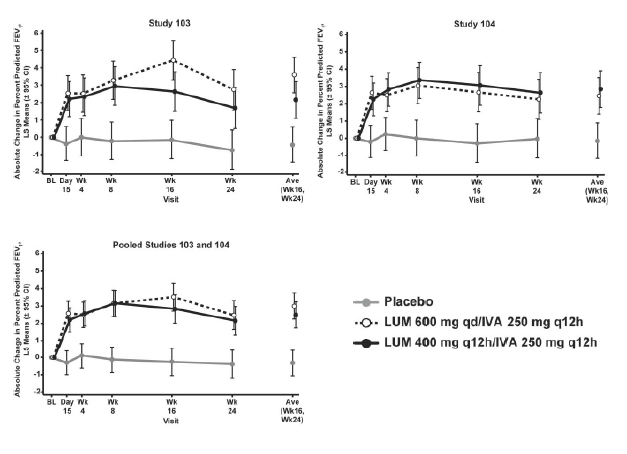 Study 103
Absolute Change in Percent Predicted FEV₁,
LS Means (± 95% CI)
6
5
4
3
2
1
0
-1
-2
BL Day Wk Wk Wk Wk Ave
15 4 8 16 24 (Wk16,
Visit Wk24)
Study 104
Absolute Change in Percent Predicted FEV₁,
LS Means (± 95% CI)
6
5
4
3
2
1
0
-1
-2
BL Day Wk Wk Wk Wk Ave
15 4 8 16 24 (Wk16,
Visit Wk24)
Pooled Studies 103 and 104
Absolute Change in Percent Predicted FEV₁,
LS Means (± 95% CI)
6
5
4
3
2
1
0
-1
-2
BL Day Wk Wk Wk Wk Ave
15 4 8 16 24 (Wk16,
Visit Wk24)
Placebo
LUM 600 mg qd/IVA 250 mg q12h
LUM 400 mg q12h/IVA 250 mg q12h